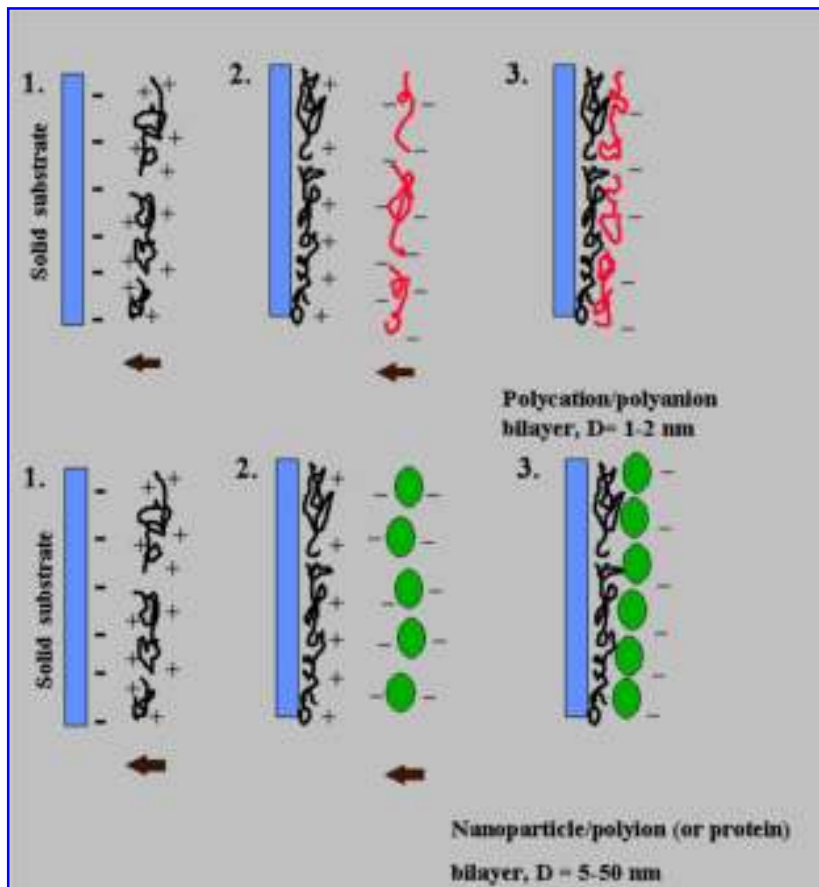 1.
2.
3.
Solid substrate
Polycation/polyanion
bilayer, D= 1-2 nm
1.
2.
3.
Solid substrate
Nanoparticle/polyion (or protein)
bilayer, D = 5-50 nm